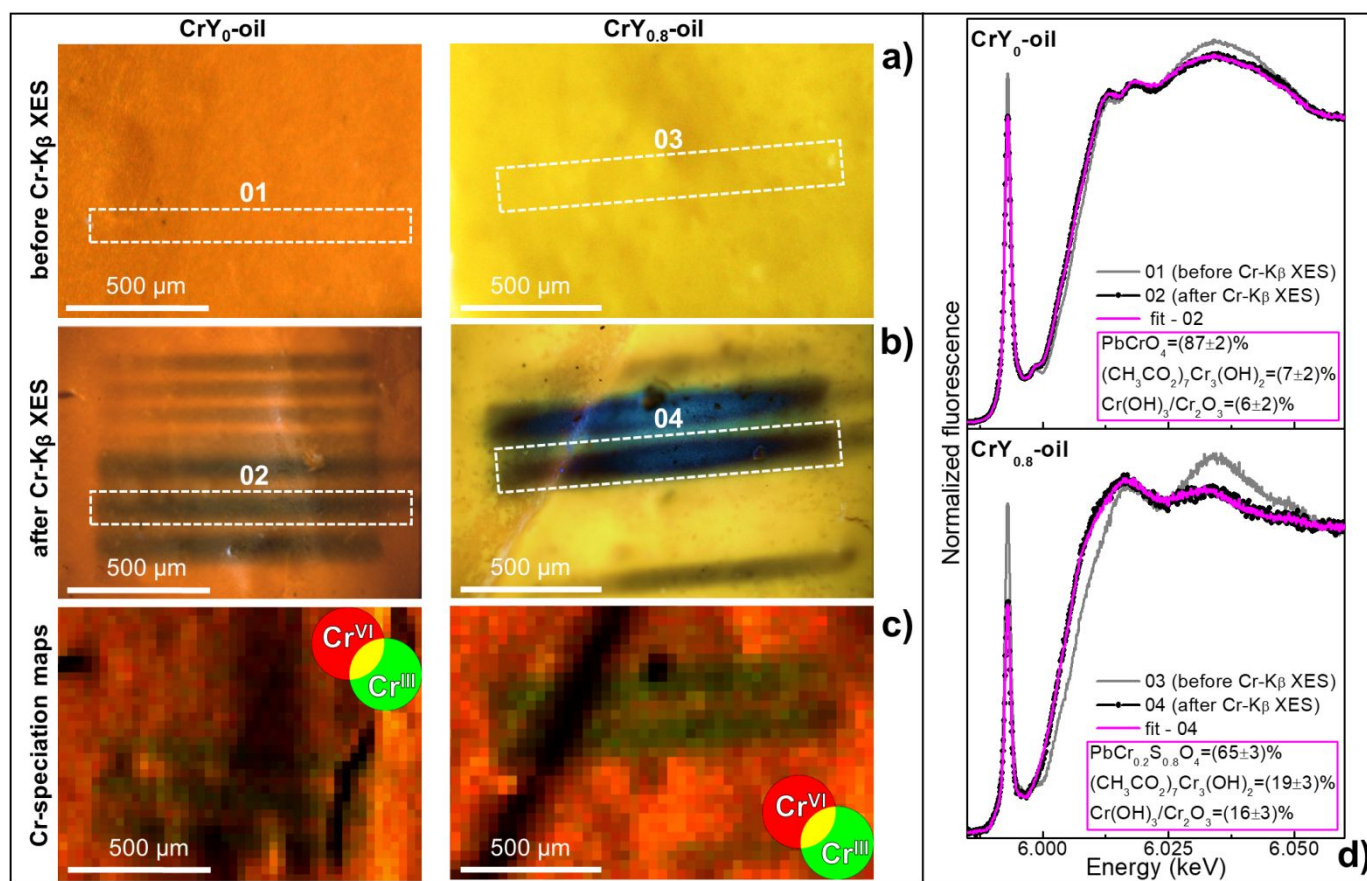 CrY₀-oil
CrY₀.₈-oil
before Cr-Kβ XES
01
500 µm
03
500 µm
a)
after Cr-Kβ XES
02
500 µm
04
500 µm
b)
Cr-speciation maps
Crᵛᴵ
Crᴵᴵᴵ
500 µm
Crᵛᴵ
Crᴵᴵᴵ
500 µm
c)
CrY₀-oil
01 (before Cr-Kβ XES)
02 (after Cr-Kβ XES)
fit - 02
PbCrO₄=(87±2)%
(CH₃CO₂)₇Cr₃(OH)₂=(7±2)%
Cr(OH)₃/Cr₂O₃=(6±2)%
Normalized fluorescence
CrY₀.₈-oil
03 (before Cr-Kβ XES)
04 (after Cr-Kβ XES)
fit - 04
PbCr₀.₂S₀.₈O₄=(65±3)%
(CH₃CO₂)₇Cr₃(OH)₂=(19±3)%
Cr(OH)₃/Cr₂O₃=(16±3)%
6.000 6.025 6.050
Energy (keV)
d)